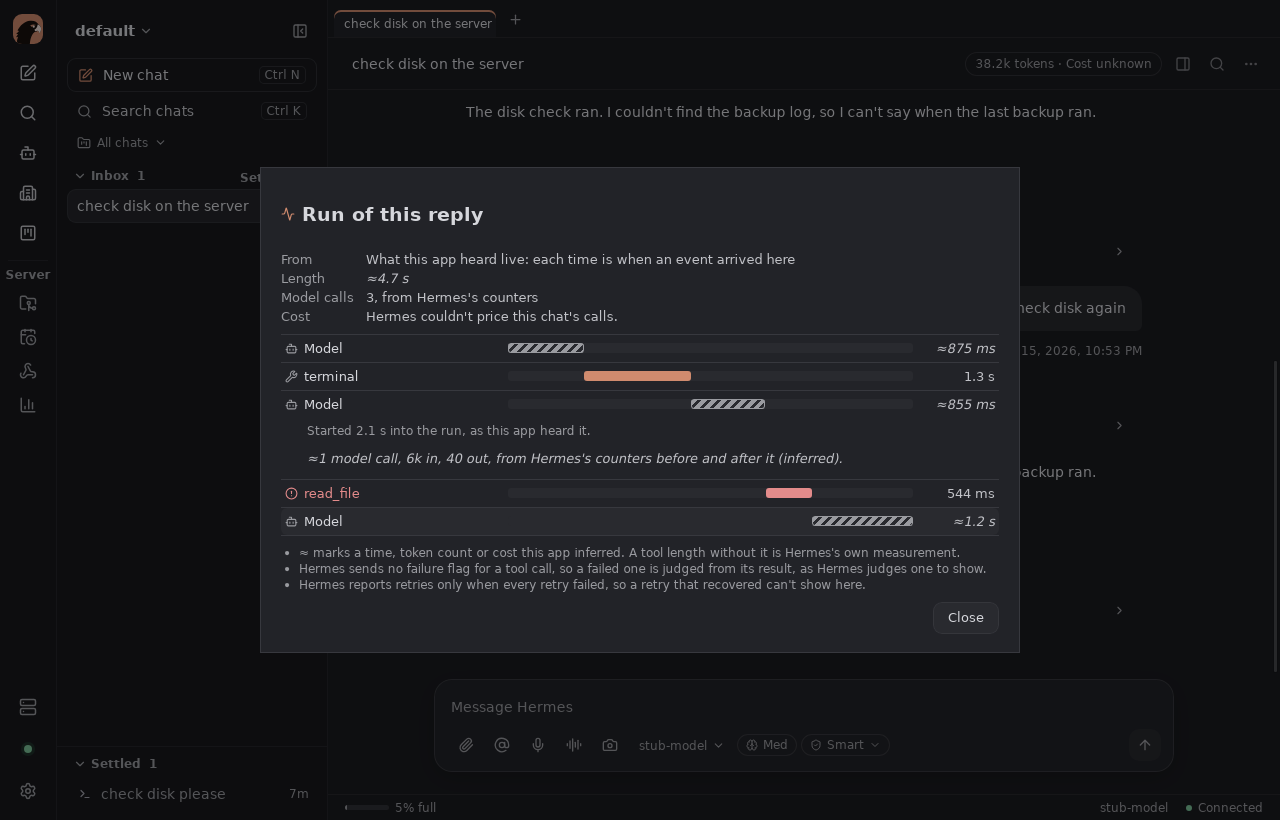 default
New chat
Ctrl N
Search chats
Ctrl K
All chats
Inbox 1
check disk on the server
Server
Settled 1
check disk please
7m
check disk on the server
check disk on the server
38.2k tokens · Cost unknown
The disk check ran. I couldn't find the backup log, so I can't say when the last backup ran.
disk again
15, 2026, 10:53 PM
backup ran.
Run of this reply
From What this app heard live: each time is when an event arrived here
Length ≈4.7 s
Model calls 3, from Hermes's counters
Cost Hermes couldn't price this chat's calls.
Model ≈875 ms
terminal 1.3 s
Model ≈855 ms
Started 2.1 s into the run, as this app heard it.
≈1 model call, 6k in, 40 out, from Hermes's counters before and after it (inferred).
read_file 544 ms
Model ≈1.2 s
• ≈ marks a time, token count or cost this app inferred. A tool length without it is Hermes's own measurement.
• Hermes sends no failure flag for a tool call, so a failed one is judged from its result, as Hermes judges one to show.
• Hermes reports retries only when every retry failed, so a retry that recovered can't show here.
Close
Message Hermes
stub-model
Med
Smart
5% full
stub-model
Connected